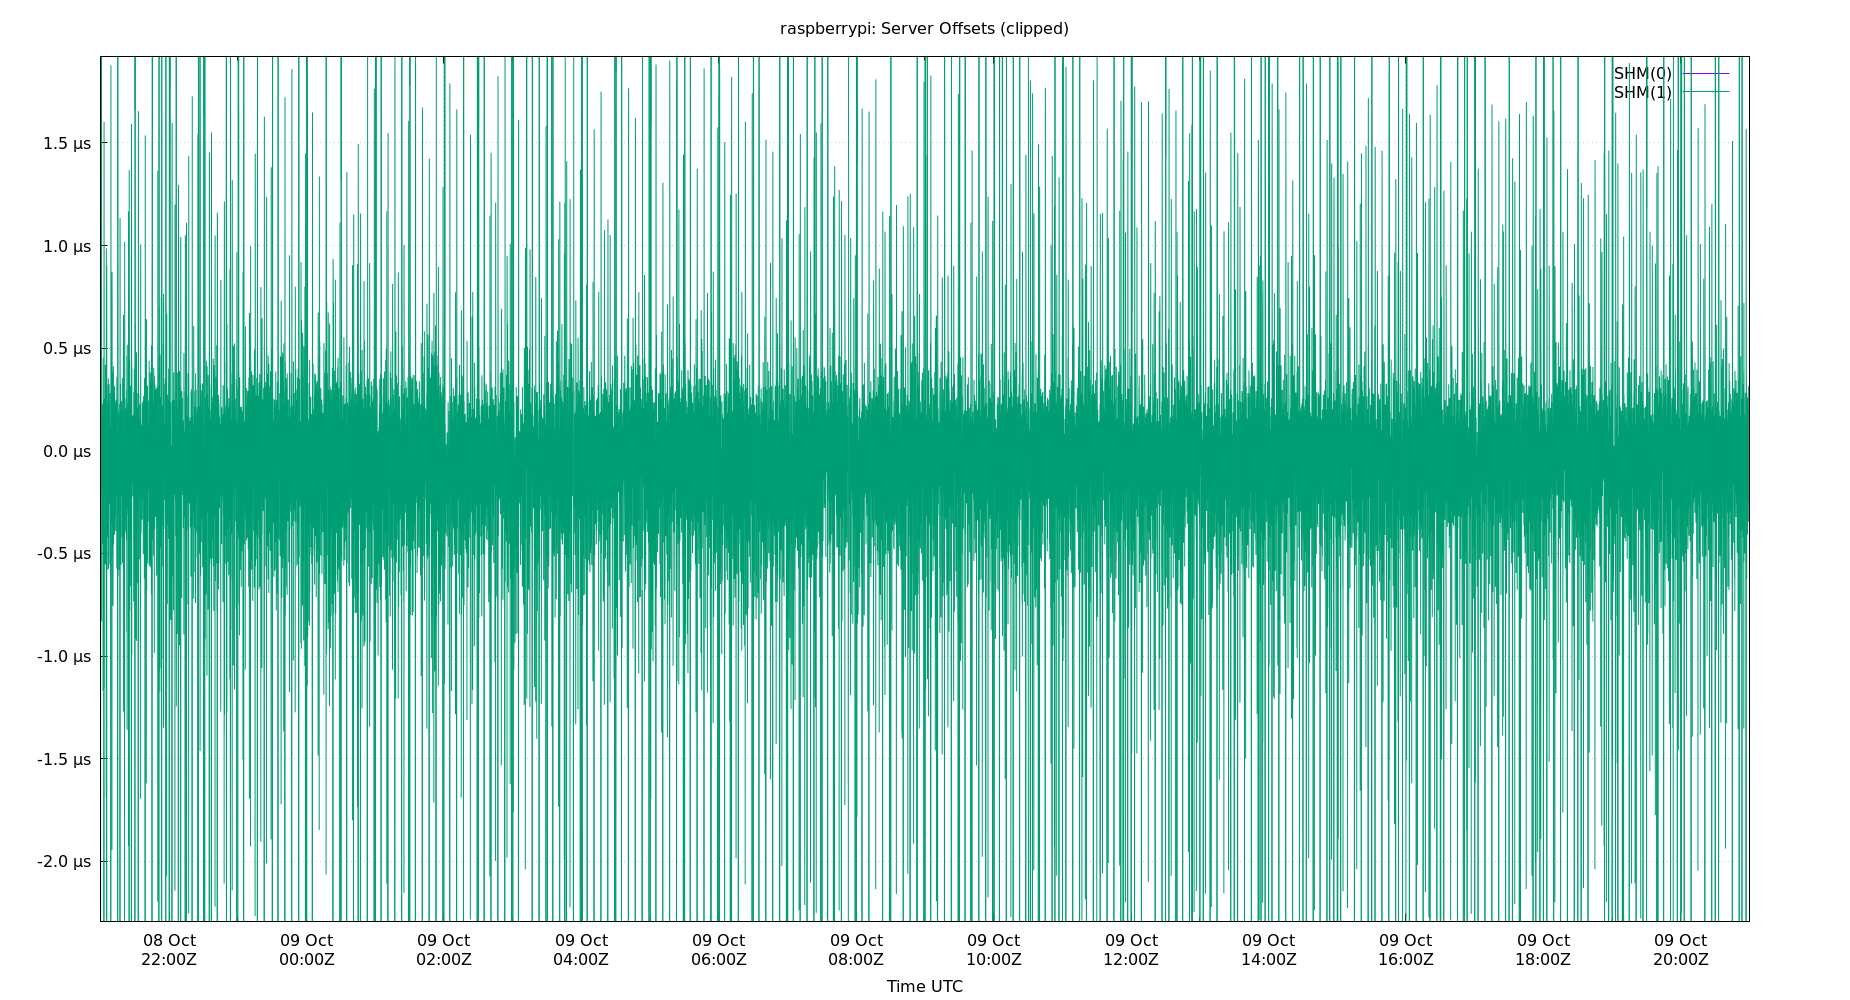 raspberrypi: Server Offsets (clipped)
SHM(0)
SHM(1)
1.5 µs
1.0 µs
0.5 µs
0.0 µs
-0.5 µs
-1.0 µs
-1.5 µs
-2.0 µs
08 Oct 09 Oct 09 Oct 09 Oct 09 Oct 09 Oct 09 Oct 09 Oct 09 Oct 09 Oct 09 Oct 09 Oct
22:00Z 00:00Z 02:00Z 04:00Z 06:00Z 08:00Z 10:00Z 12:00Z 14:00Z 16:00Z 18:00Z 20:00Z
Time UTC